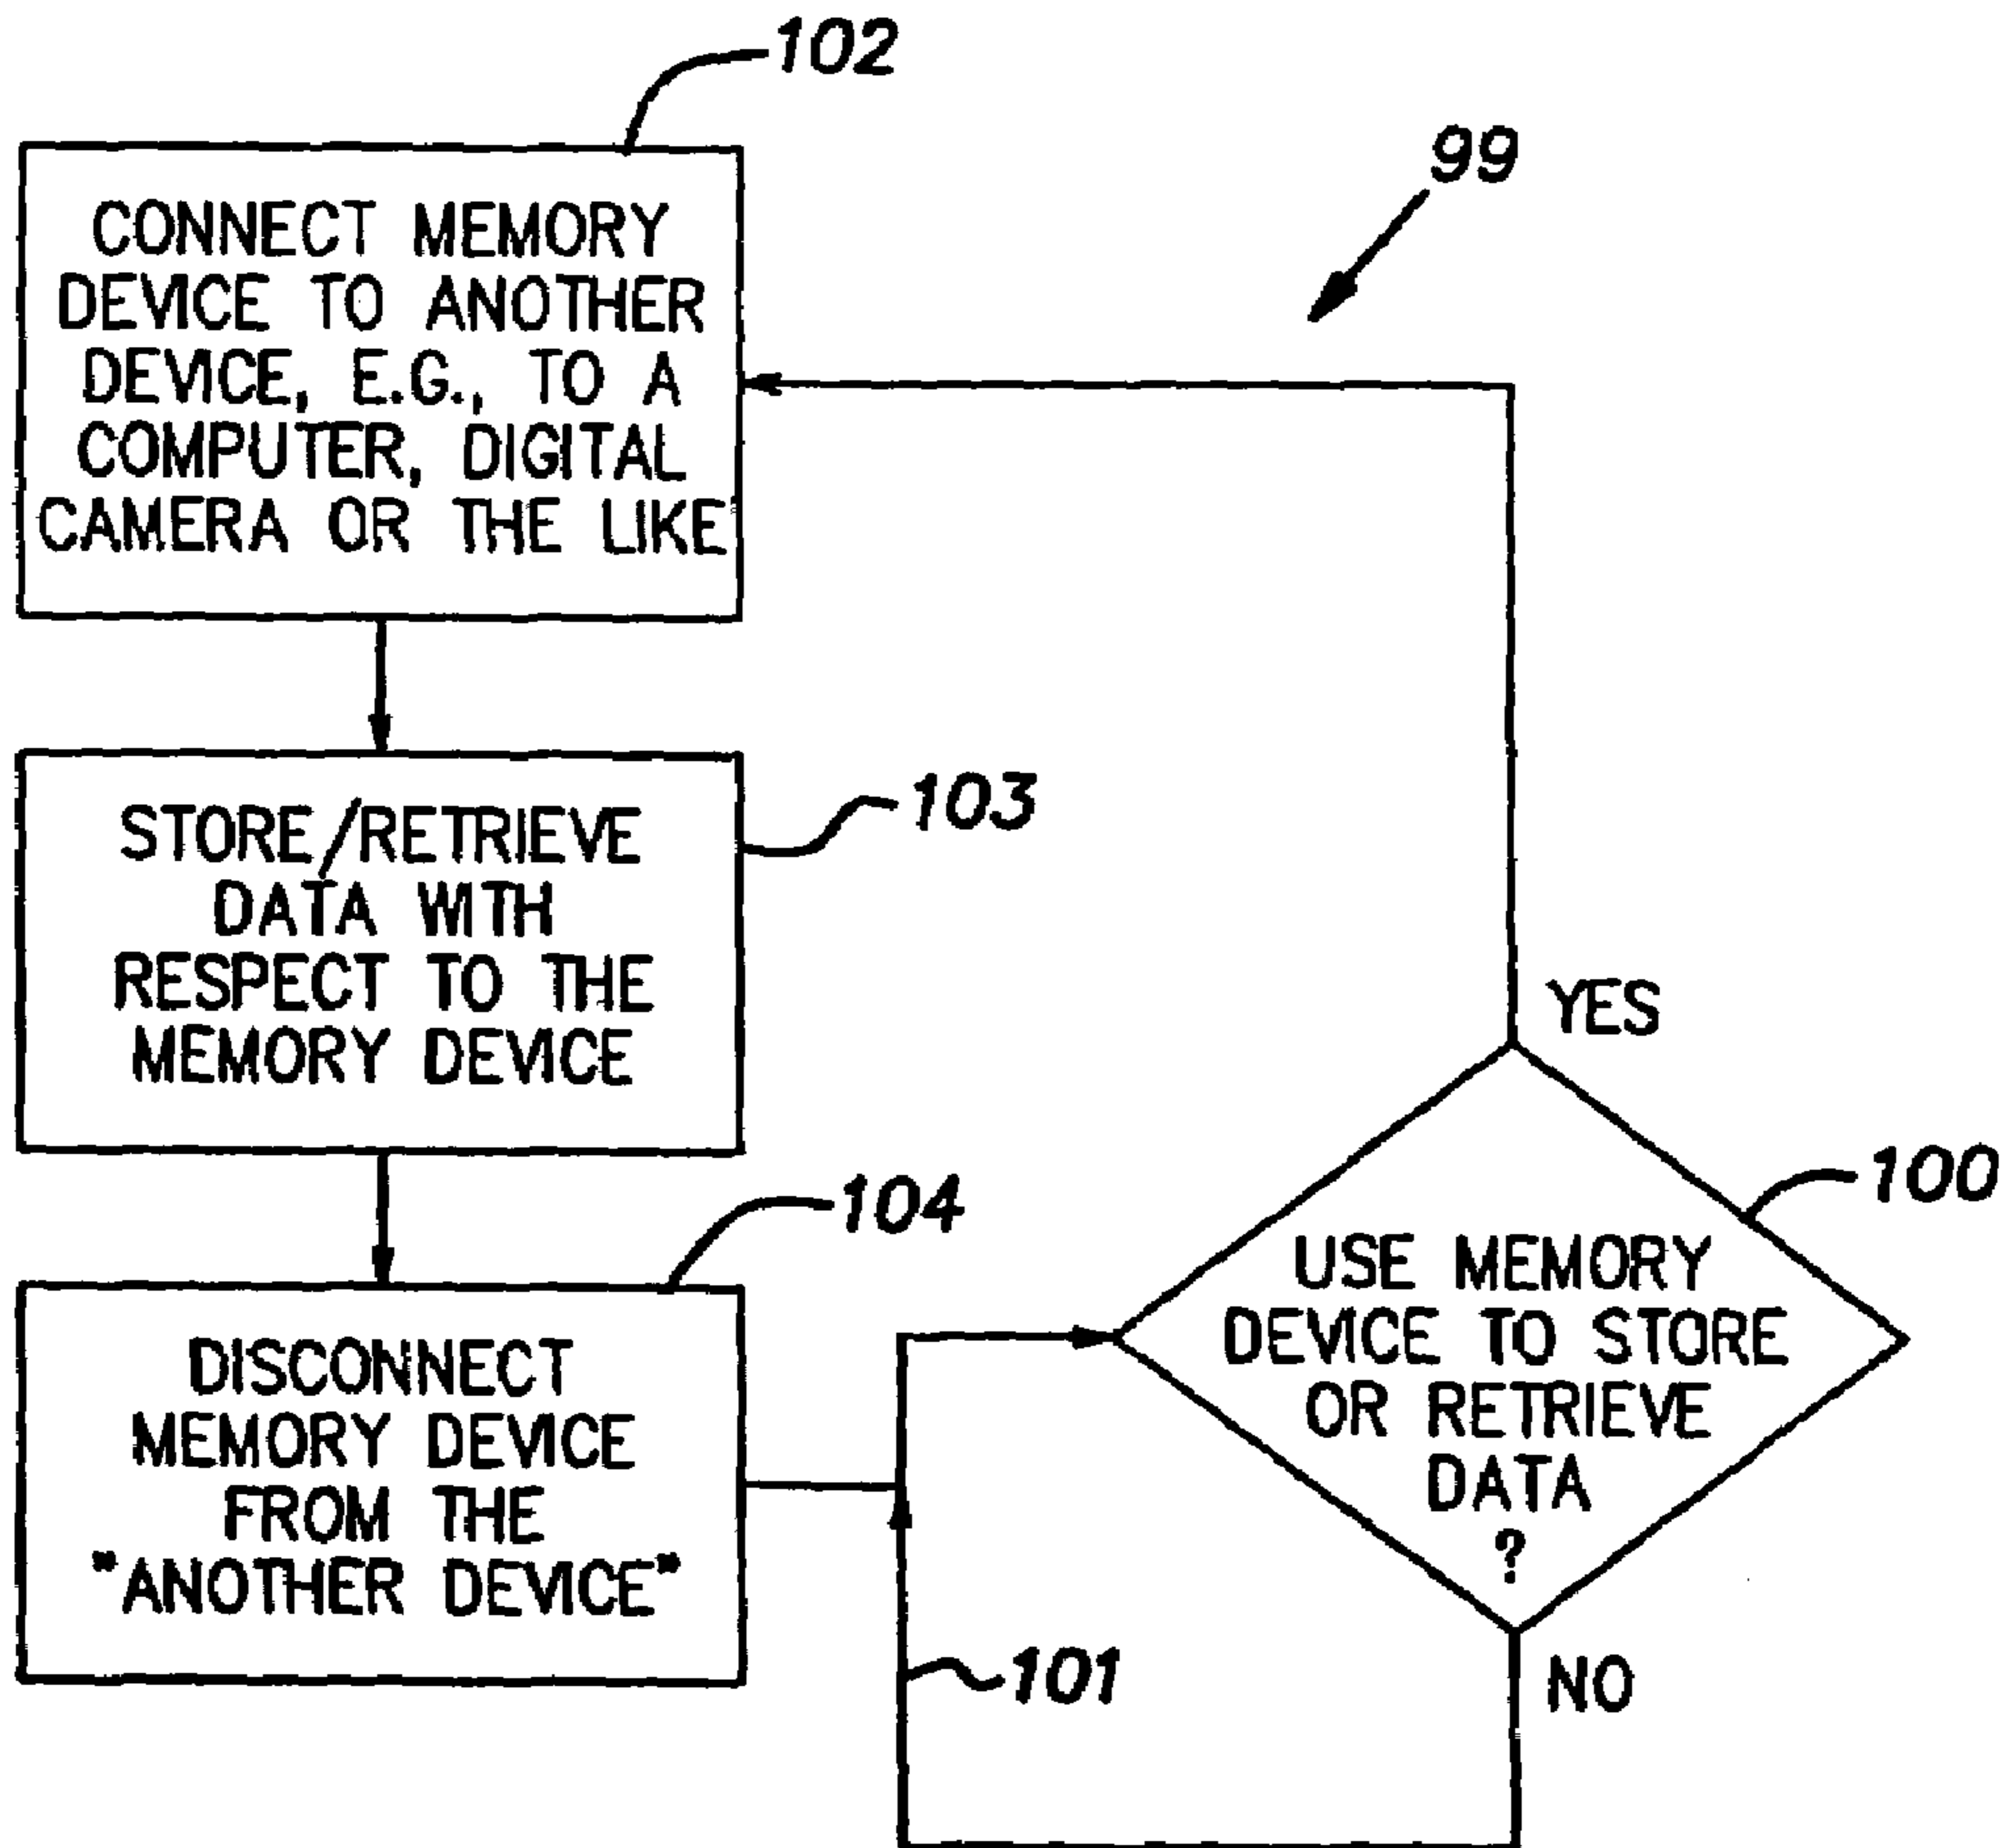 102
99
CONNECT MEMORY
DEVICE TO ANOTHER
DEVICE, E.G., TO A
COMPUTER, DIGITAL
CAMERA OR THE LIKE
STORE/RETRIEVE
DATA WITH
RESPECT TO THE
MEMORY DEVICE
103
YES
104
100
DISCONNECT
MEMORY DEVICE
FROM THE
"ANOTHER DEVICE"
USE MEMORY
DEVICE TO STORE
OR RETRIEVE
DATA
?
101
NO